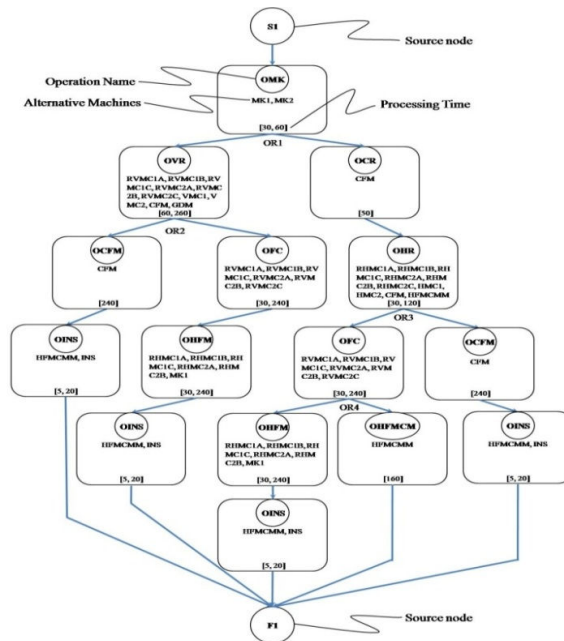 S1
Source node
Operation Name
OMK
Alternative Machines
MK1, MK2
Processing Time
[30, 60]
OR1
OVR
RVMC1A, RVMC1B, RV
MC1C, RVMC2A, RVMC
2B, RVMC2C, VMC1, V
MC2, CFM, GDM
[60, 260]
OCR
CFM
[50]
OR2
OCFM
CFM
[240]
OFC
RVMC1A, RVMC1B, RV
MC1C, RVMC2A, RVM
C2B, RVMC2C
[30, 240]
OHR
RHMC1A, RHMC1B, RH
MC1C, RHMC2A, RHM
C2B, RHMC2C, HMC1,
HMC2, CFM, HFMCMM
[30, 120]
OR3
OINS
HFMCMM, INS
[5, 20]
OHFM
RHMC1A, RHMC1B, RH
MC1C, RHMC2A, RHM
C2B, MK1
[30, 240]
OFC
RVMC1A, RVMC1B, RV
MC1C, RVMC2A, RVM
C2B, RVMC2C
[30, 240]
OCFM
CFM
[240]
OR4
OINS
HFMCMM, INS
[5, 20]
OHFM
RHMC1A, RHMC1B, RH
MC1C, RHMC2A, RHM
C2B, MK1
[30, 240]
OHFMCM
HFMCMM
[160]
OINS
HFMCMM, INS
[5, 20]
OINS
HFMCMM, INS
[5, 20]
F1
Source node